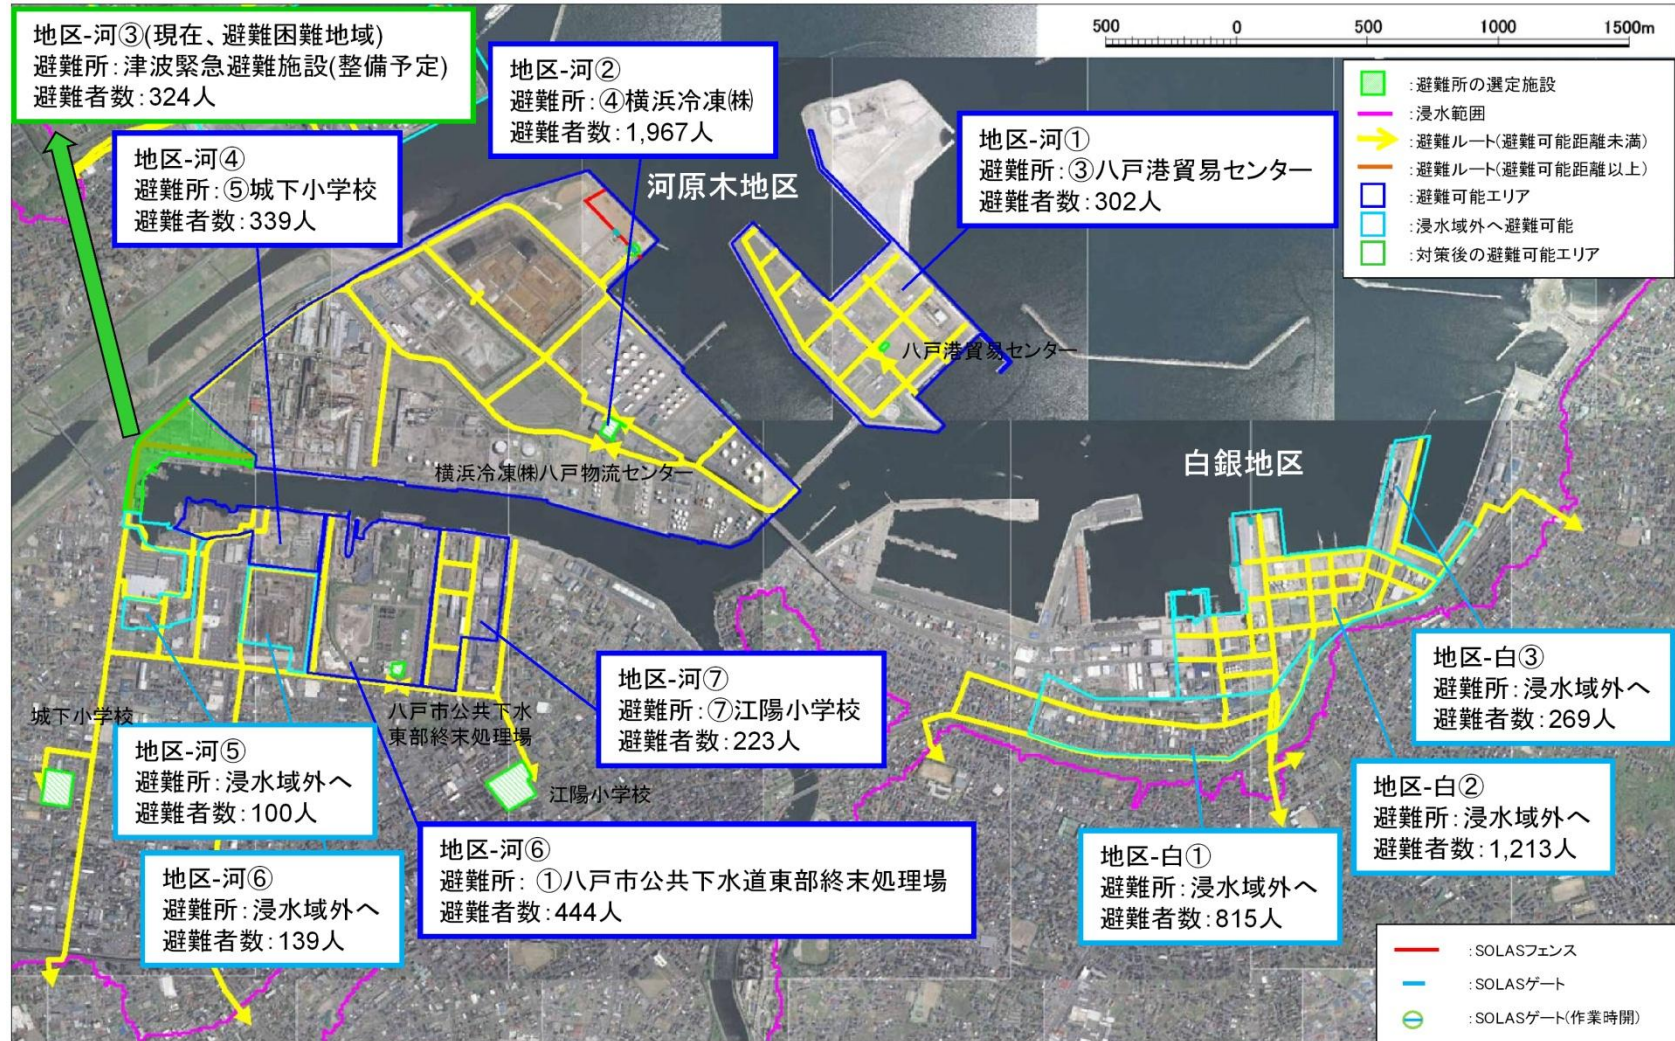 地区-河③(現在、避難困難地域)
避難所:津波緊急避難施設(整備予定)
避難者数:324人
地区-河②
避難所:④横浜冷凍㈱
避難者数:1,967人
500 0 500 1000 1500m
:避難所の選定施設
:浸水範囲
:避難ルート(避難可能距離未満)
:避難ルート(避難可能距離以上)
:避難可能エリア
:浸水域外へ避難可能
:対策後の避難可能エリア
地区-河①
避難所:③八戸港貿易センター
避難者数:302人
地区-河④
避難所:⑤城下小学校
避難者数:339人
河原木地区
八戸港貿易センター
横浜冷凍㈱八戸物流センター
白銀地区
地区-河⑦
避難所:⑦江陽小学校
避難者数:223人
地区-白③
避難所:浸水域外へ
避難者数:269人
城下小学校
八戸市公共下水
東部終末処理場
地区-河⑤
避難所:浸水域外へ
避難者数:100人
江陽小学校
地区-白②
避難所:浸水域外へ
避難者数:1,213人
地区-河⑥
避難所:浸水域外へ
避難者数:139人
地区-河⑥
避難所: ①八戸市公共下水道東部終末処理場
避難者数:444人
地区-白①
避難所:浸水域外へ
避難者数:815人
:SOLASフェンス
:SOLASゲート
:SOLASゲート(作業時開)